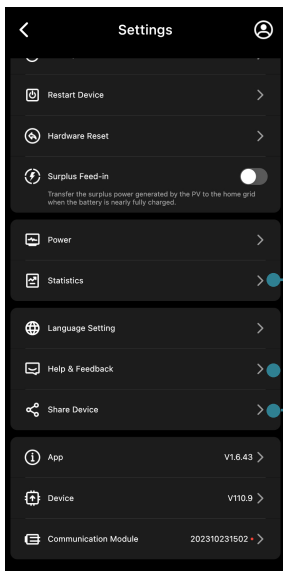 Settings
Restart Device
Hardware Reset
Surplus Feed-in
Transfer the surplus power generated by the PV to the home grid
when the battery is nearly fully charged.
Power
Statistics
Language Setting
Help & Feedback
Share Device
App V1.6.43
Device V110.9
Communication Module 202310231502